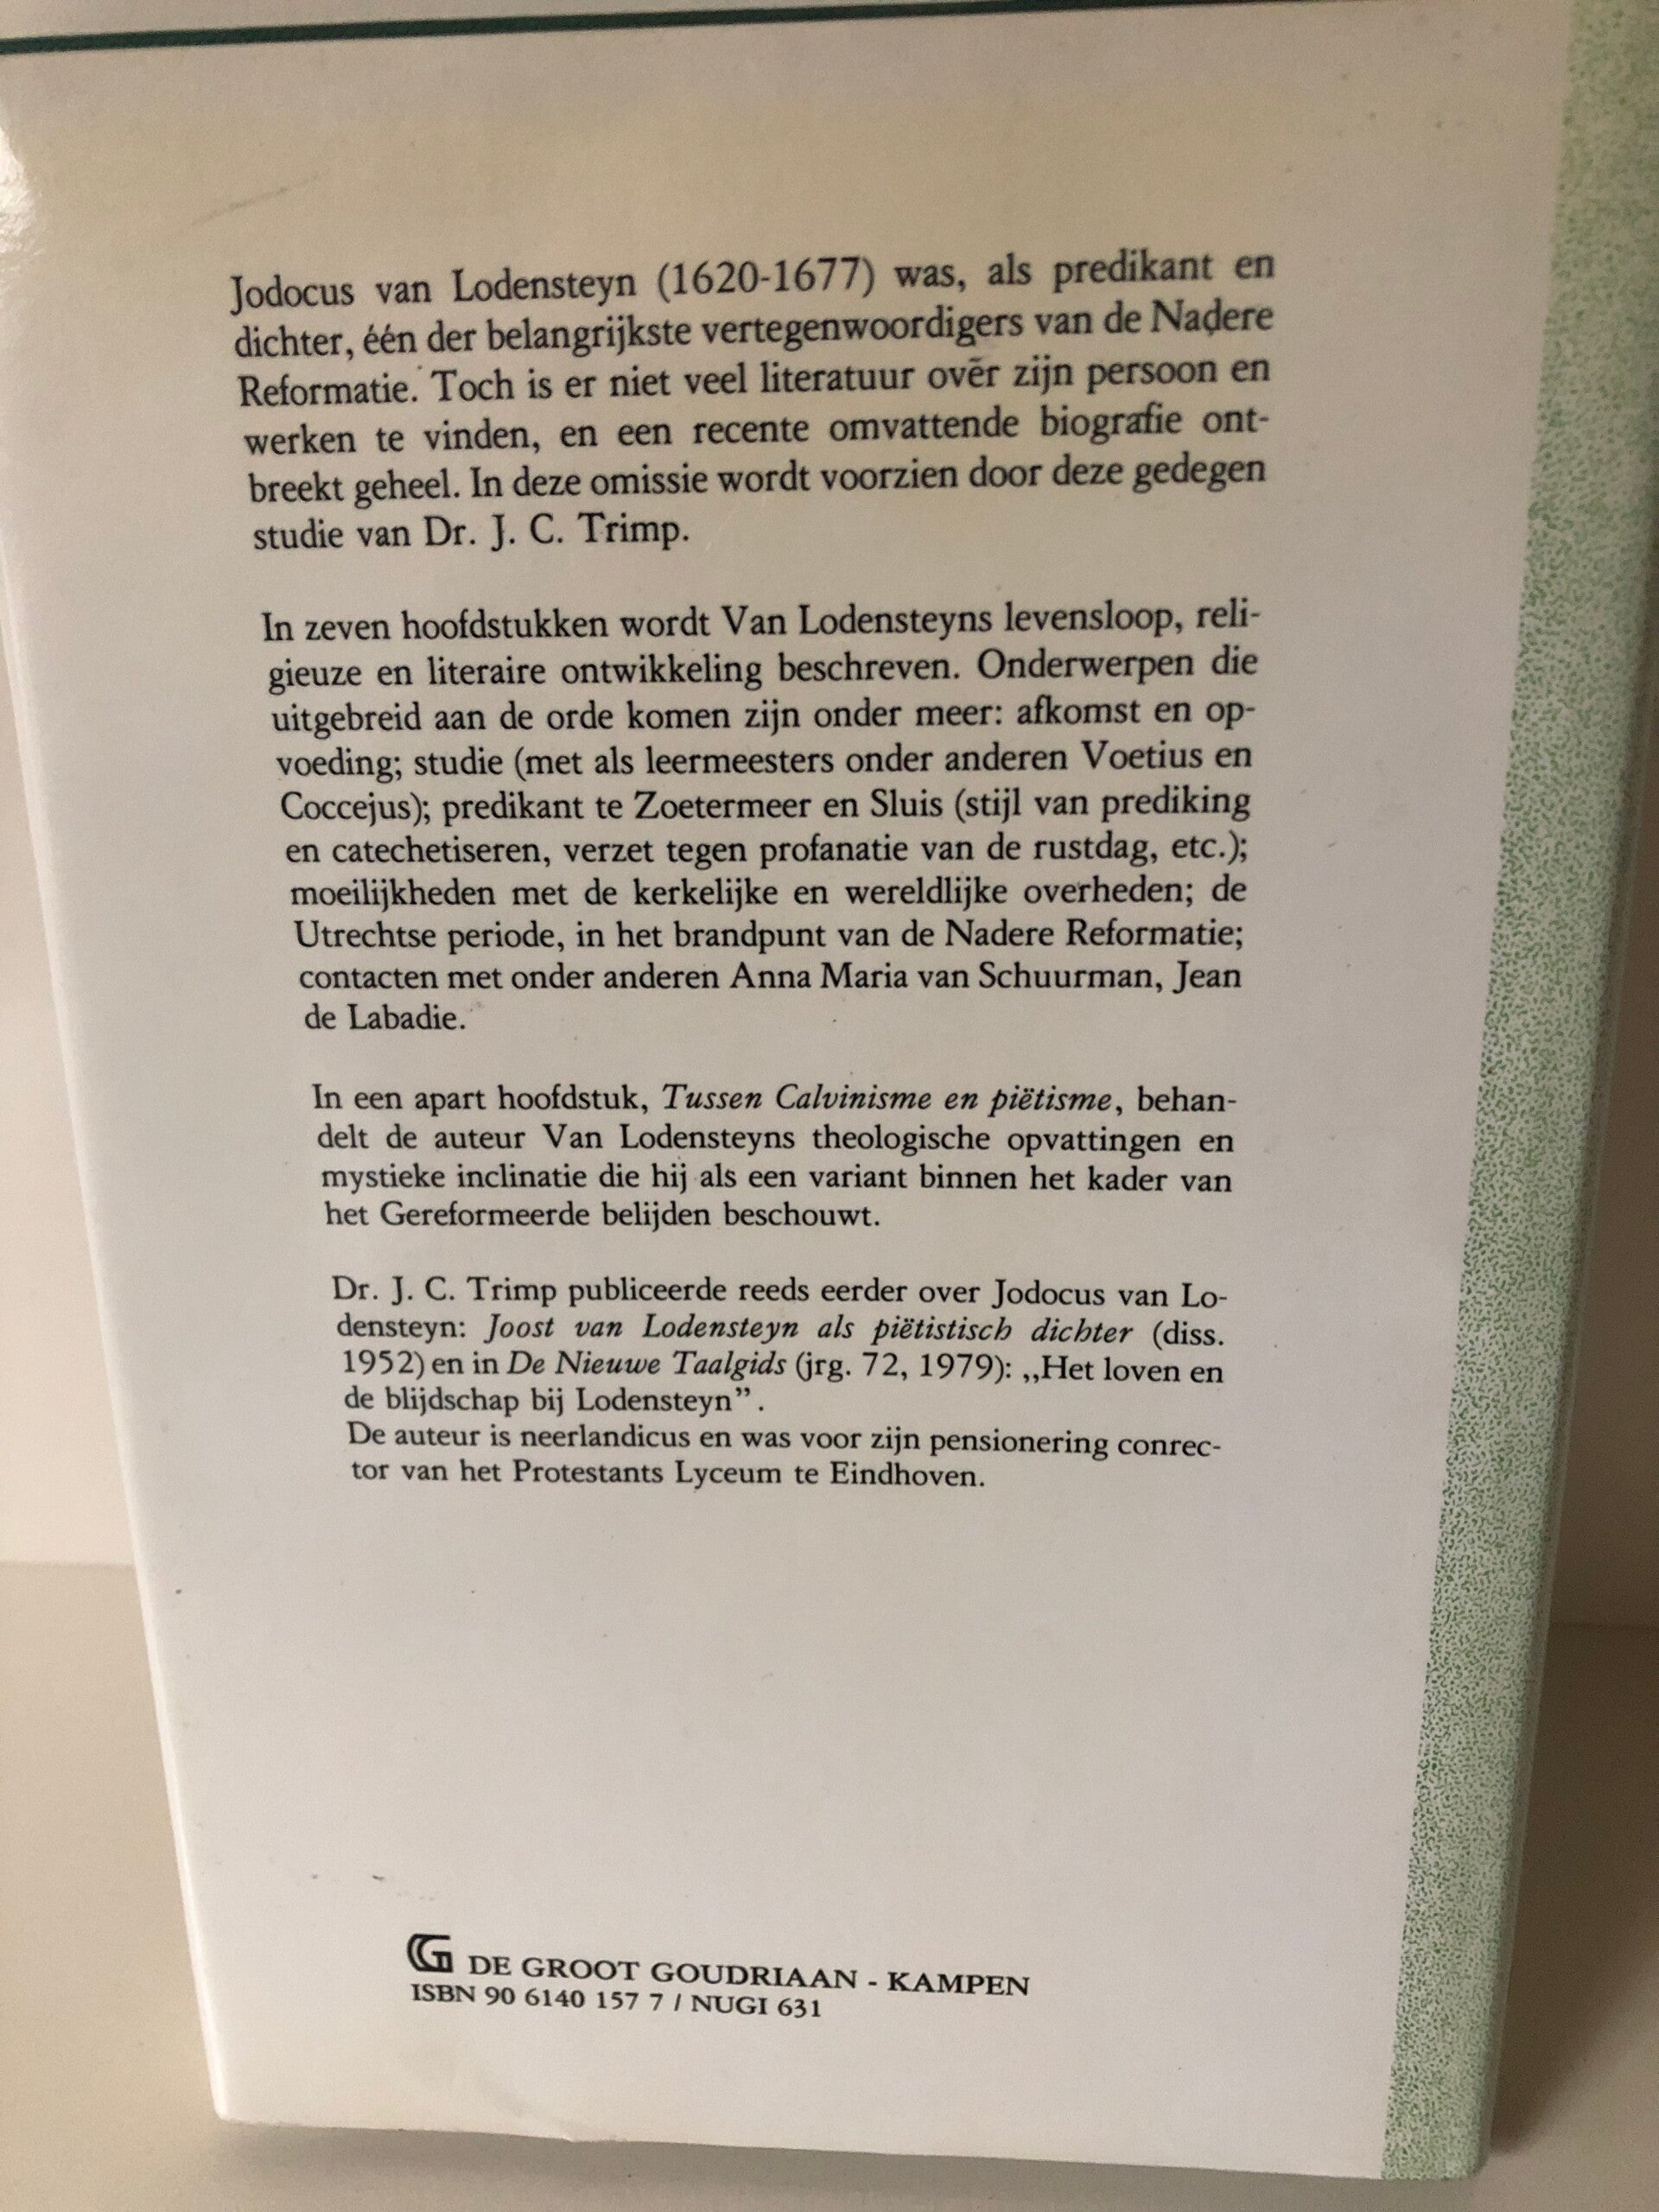 Jodocus van Lodensteyn (1620-1677) was, als predikant en
dichter, één der belangrijkste vertegenwoordigers van de Nadere
Reformatie. Toch is er niet veel literatuur over zijn persoon en
werken te vinden, en een recente omvattende biografie ont-
breekt geheel. In deze omissie wordt voorzien door deze gedegen
studie van Dr. J. C. Trimp.
In zeven hoofdstukken wordt Van Lodensteyns levensloop, reli-
gieuze en literaire ontwikkeling beschreven. Onderwerpen die
uitgebreid aan de orde komen zijn onder meer: afkomst en op-
voeding; studie (met als leermeesters onder anderen Voetius en
Coccejus); predikant te Zoetermeer en Sluis (stijl van prediking
en catechetiseren, verzet tegen profanatie van de rustdag, etc.);
moeilijkheden met de kerkelijke en wereldlijke overheden; de
Utrechtse periode, in het brandpunt van de Nadere Reformatie;
contacten met onder anderen Anna Maria van Schuurman, Jean
de Labadie.
In een apart hoofdstuk, Tussen Calvinisme en piëtisme, behan-
delt de auteur Van Lodensteyns theologische opvattingen en
mystieke inclinatie die hij als een variant binnen het kader van
het Gereformeerde belijden beschouwt.
Dr. J. C. Trimp publiceerde reeds eerder over Jodocus van Lo-
densteyn: Joost van Lodensteyn als piëtistisch dichter (diss.
1952) en in De Nieuwe Taalgids (jrg. 72, 1979): „Het loven en
de blijdschap bij Lodensteyn”.
De auteur is neerlandicus en was voor zijn pensionering conrec-
tor van het Protestants Lyceum te Eindhoven.
GG DE GROOT GOUDRIAAN - KAMPEN
ISBN 90 6140 157 7 / NUGI 631